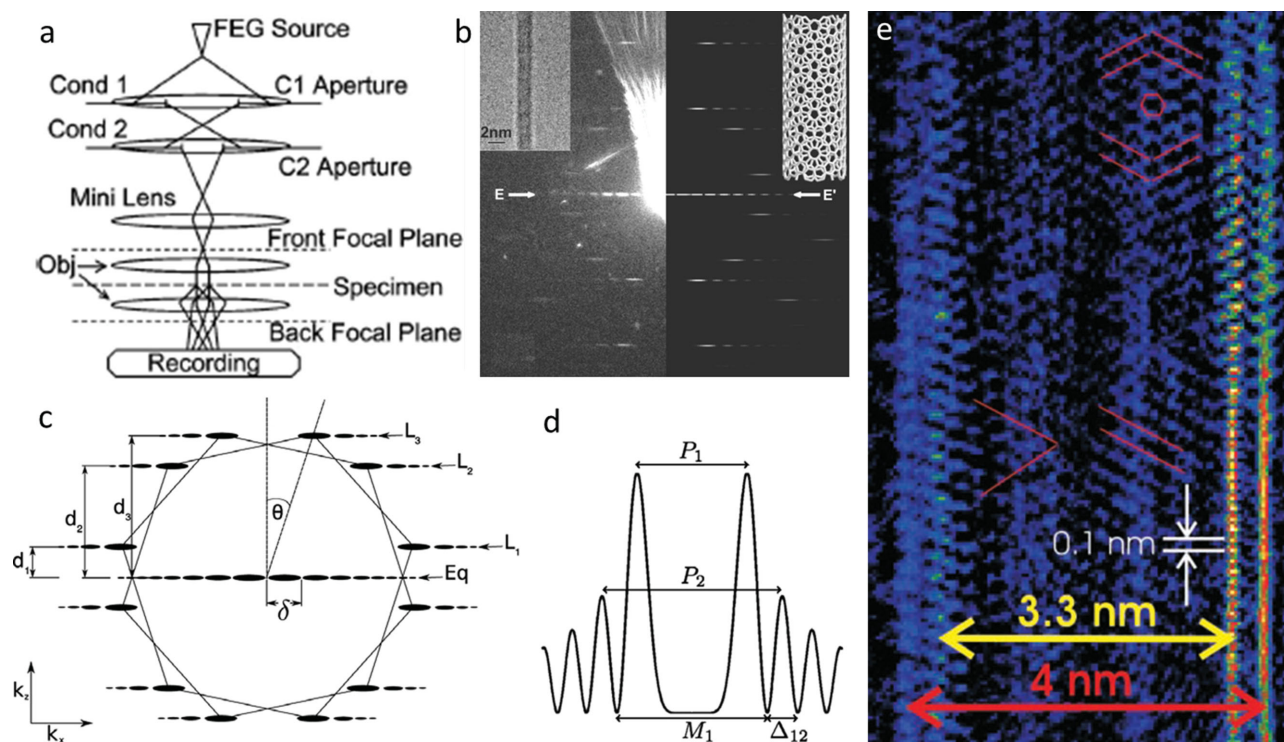 a
FEG Source
Cond 1
C1 Aperture
Cond 2
C2 Aperture
Mini Lens
Front Focal Plane
Obj
Specimen
Back Focal Plane
Recording
b
2nm
E
E'
c
L₃
L₂
d₃
d₂
θ
d₁
L₁
Eq
δ
k_z
k_x
d
P₁
P₂
M₁
Δ₁₂
e
0.1 nm
3.3 nm
4 nm